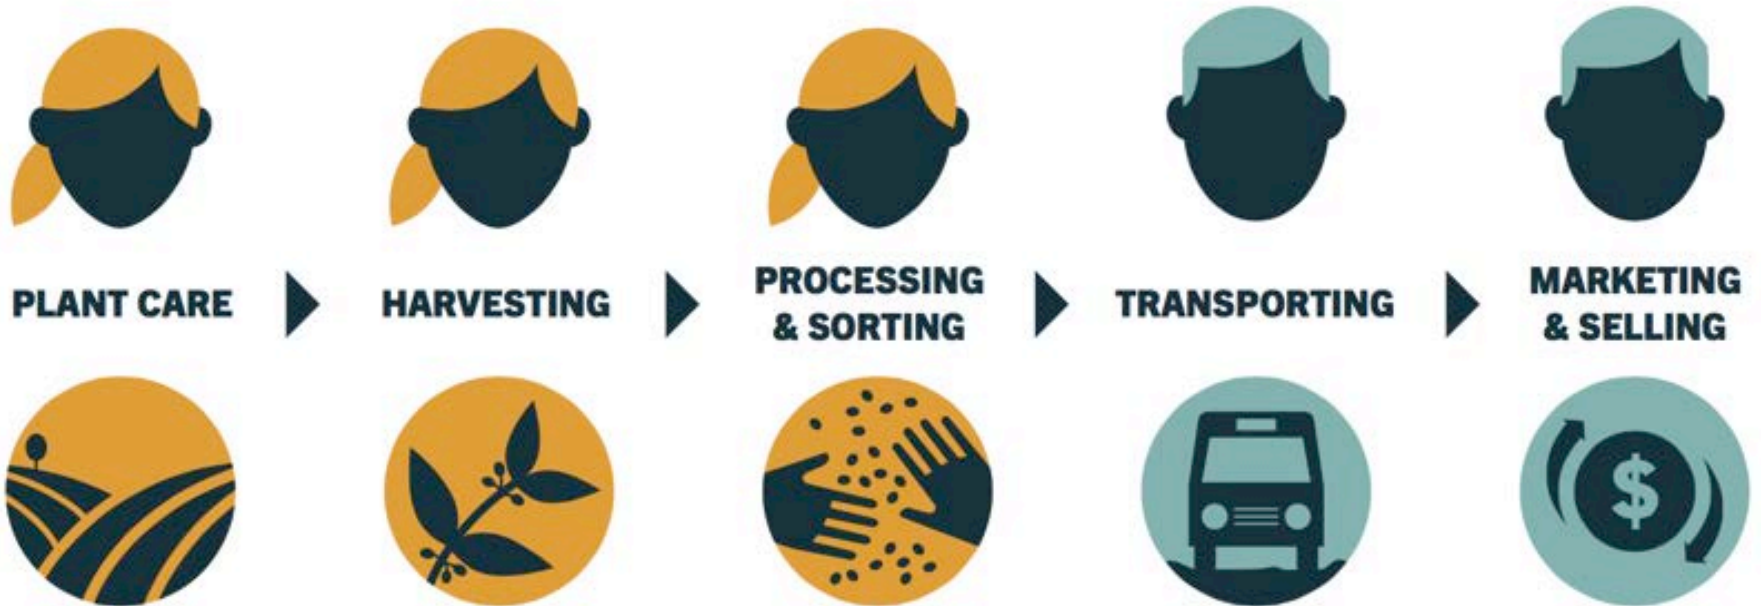 PLANT CARE
HARVESTING
PROCESSING
& SORTING
TRANSPORTING
MARKETING
& SELLING
$